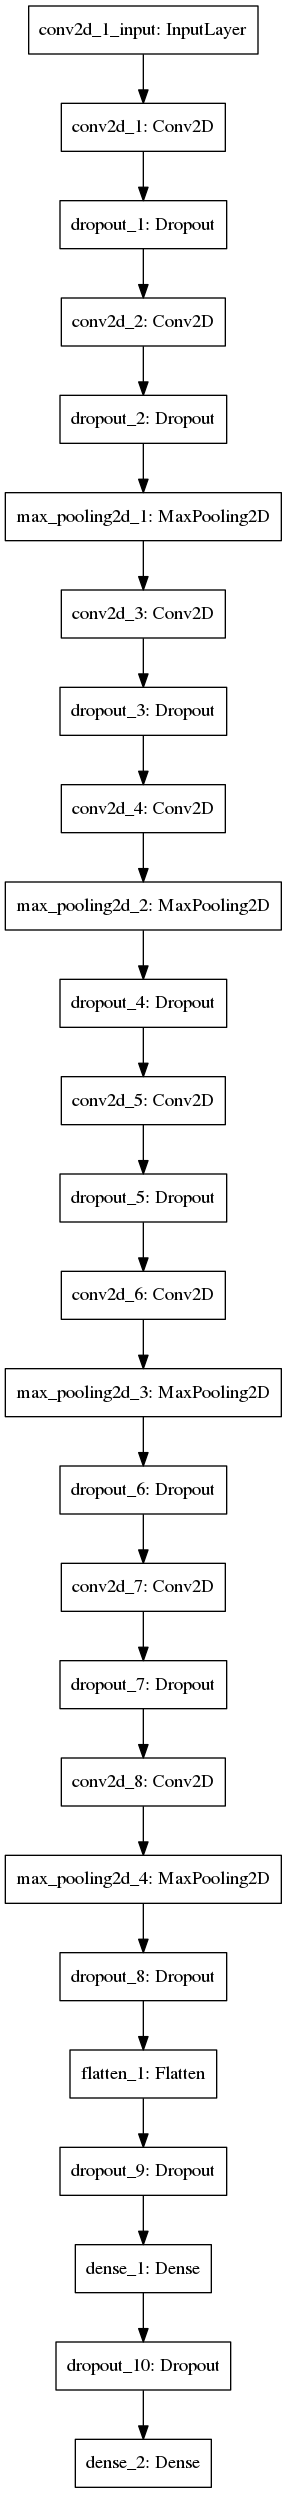 conv2d_1_input: InputLayer
conv2d_1: Conv2D
dropout_1: Dropout
conv2d_2: Conv2D
dropout_2: Dropout
max_pooling2d_1: MaxPooling2D
conv2d_3: Conv2D
dropout_3: Dropout
conv2d_4: Conv2D
max_pooling2d_2: MaxPooling2D
dropout_4: Dropout
conv2d_5: Conv2D
dropout_5: Dropout
conv2d_6: Conv2D
max_pooling2d_3: MaxPooling2D
dropout_6: Dropout
conv2d_7: Conv2D
dropout_7: Dropout
conv2d_8: Conv2D
max_pooling2d_4: MaxPooling2D
dropout_8: Dropout
flatten_1: Flatten
dropout_9: Dropout
dense_1: Dense
dropout_10: Dropout
dense_2: Dense